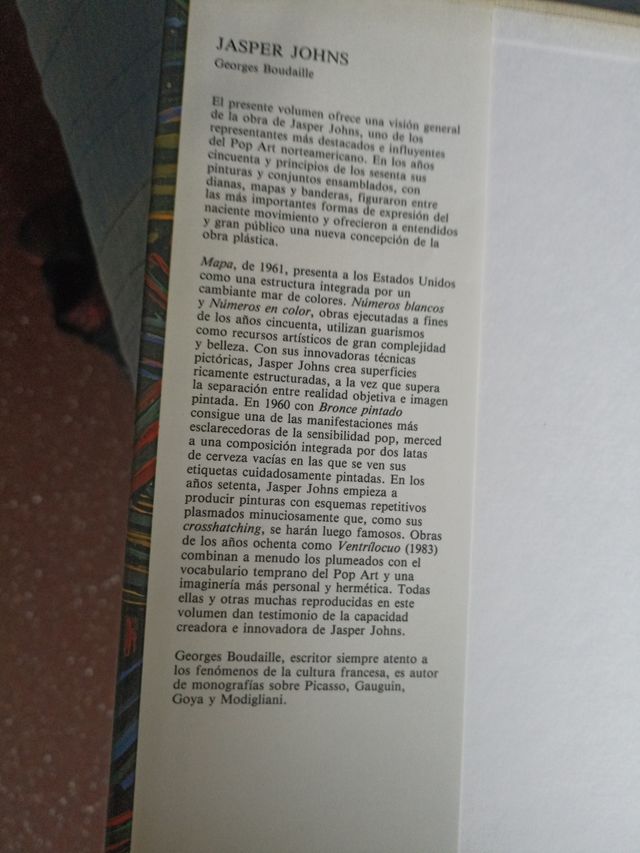 JASPER JOHNS
Georges Boudaille
El presente volumen ofrece una visión general
de la obra de Jasper Johns, uno de los
representantes más destacados e influyentes
del Pop Art norteamericano. En los años
cincuenta y principios de los sesenta sus
pinturas y conjuntos ensamblados, con
dianas, mapas y banderas, figuraron entre
las más importantes formas de expresión del
naciente movimiento y ofrecieron a entendidos
y gran público una nueva concepción de la
obra plástica.
Mapa, de 1961, presenta a los Estados Unidos
como una estructura integrada por un
cambiante mar de colores. Números blancos
y Números en color, obras ejecutadas a fines
de los años cincuenta, utilizan guarismos
como recursos artísticos de gran complejidad
y belleza. Con sus innovadoras técnicas
pictóricas, Jasper Johns crea superficies
ricamente estructuradas, a la vez que supera
la separación entre realidad objetiva e imagen
pintada. En 1960 con Bronce pintado
consigue una de las manifestaciones más
esclarecedoras de la sensibilidad pop, merced
a una composición integrada por dos latas
de cerveza vacías en las que se ven sus
etiquetas cuidadosamente pintadas. En los
años setenta, Jasper Johns empieza a
producir pinturas con esquemas repetitivos
plasmados minuciosamente que, como sus
crosshatching, se harán luego famosos. Obras
de los años ochenta como Ventrílocuo (1983)
combinan a menudo los plumeados con el
vocabulario temprano del Pop Art y una
imaginería más personal y hermética. Todas
ellas y otras muchas reproducidas en este
volumen dan testimonio de la capacidad
creadora e innovadora de Jasper Johns.
Georges Boudaille, escritor siempre atento a
los fenómenos de la cultura francesa, es autor
de monografías sobre Picasso, Gauguin,
Goya y Modigliani.